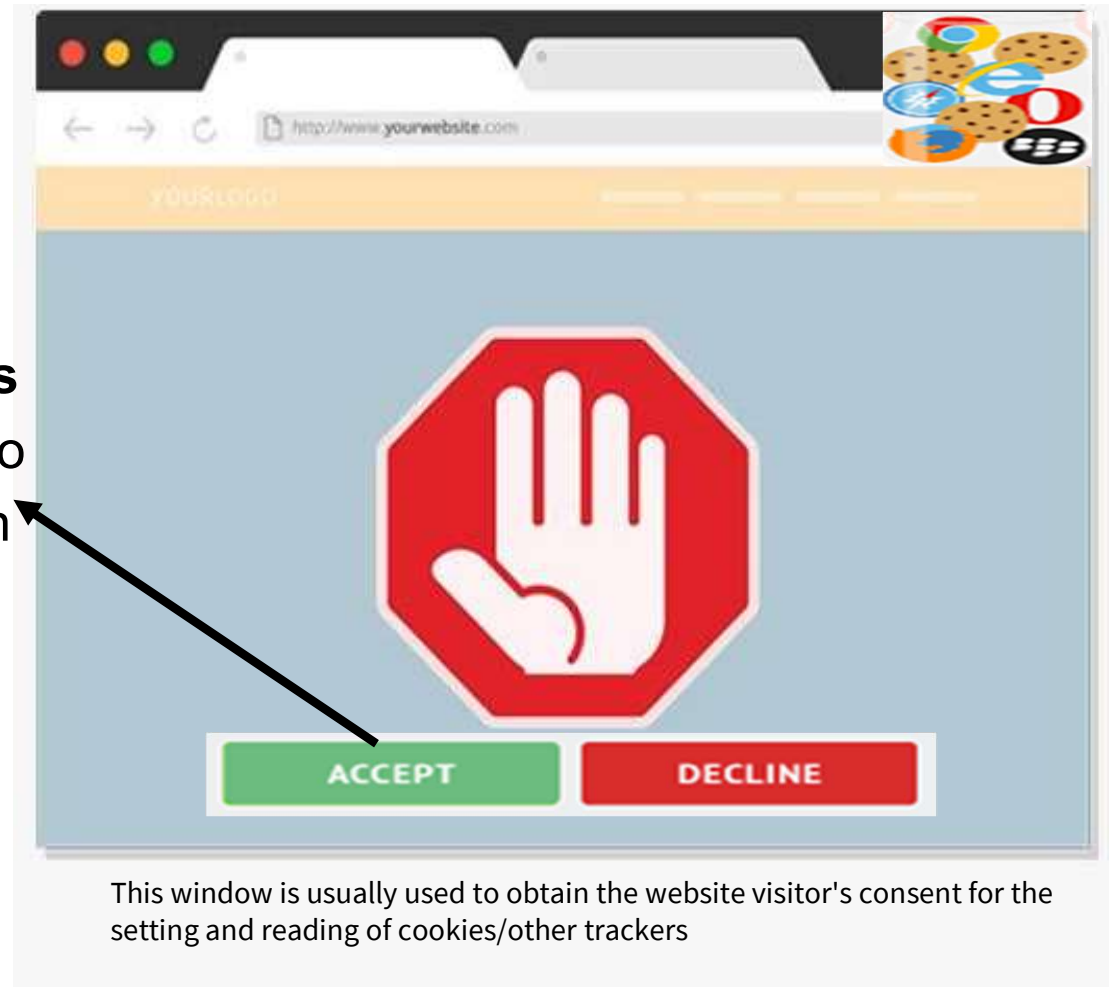 http://www.yourwebsite.com
YOURLOGO
s
o
n
ACCEPT
DECLINE
This window is usually used to obtain the website visitor's consent for the
setting and reading of cookies/other trackers